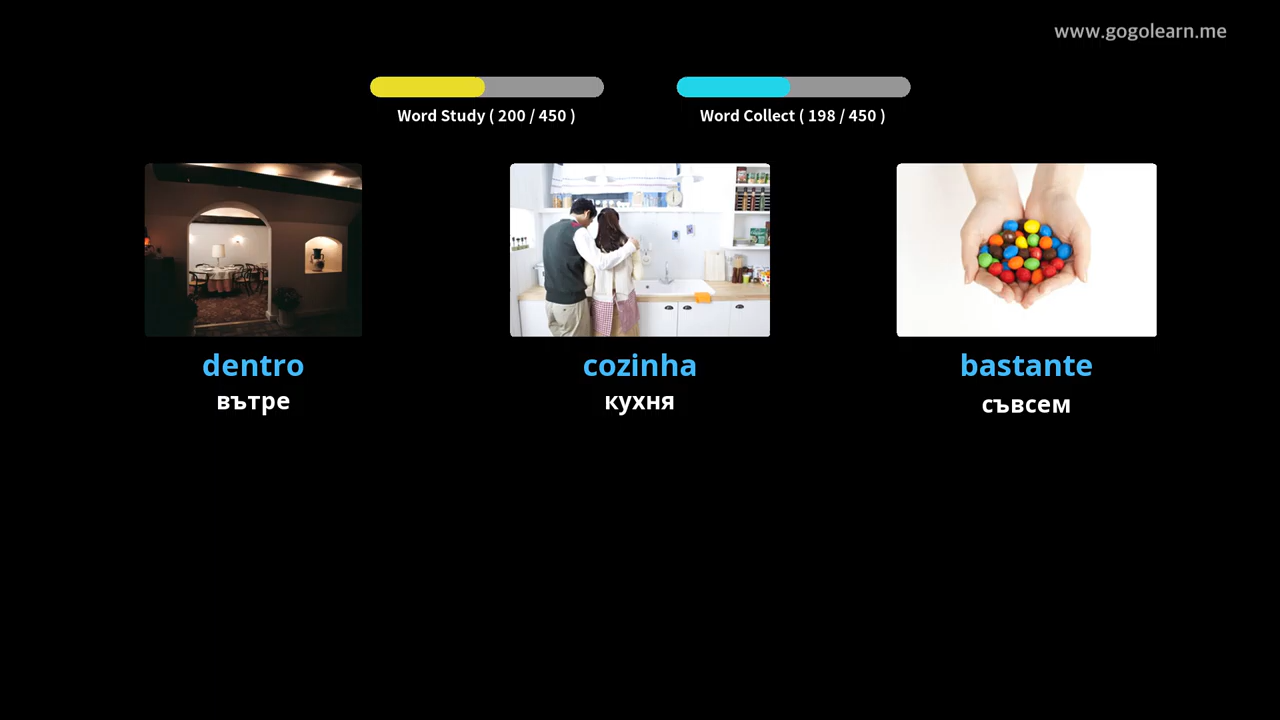 www.gogolearn.me
Word Study ( 200 / 450 )
Word Collect ( 198 / 450 )
dentro
вътре
cozinha
кухня
bastante
съвсем